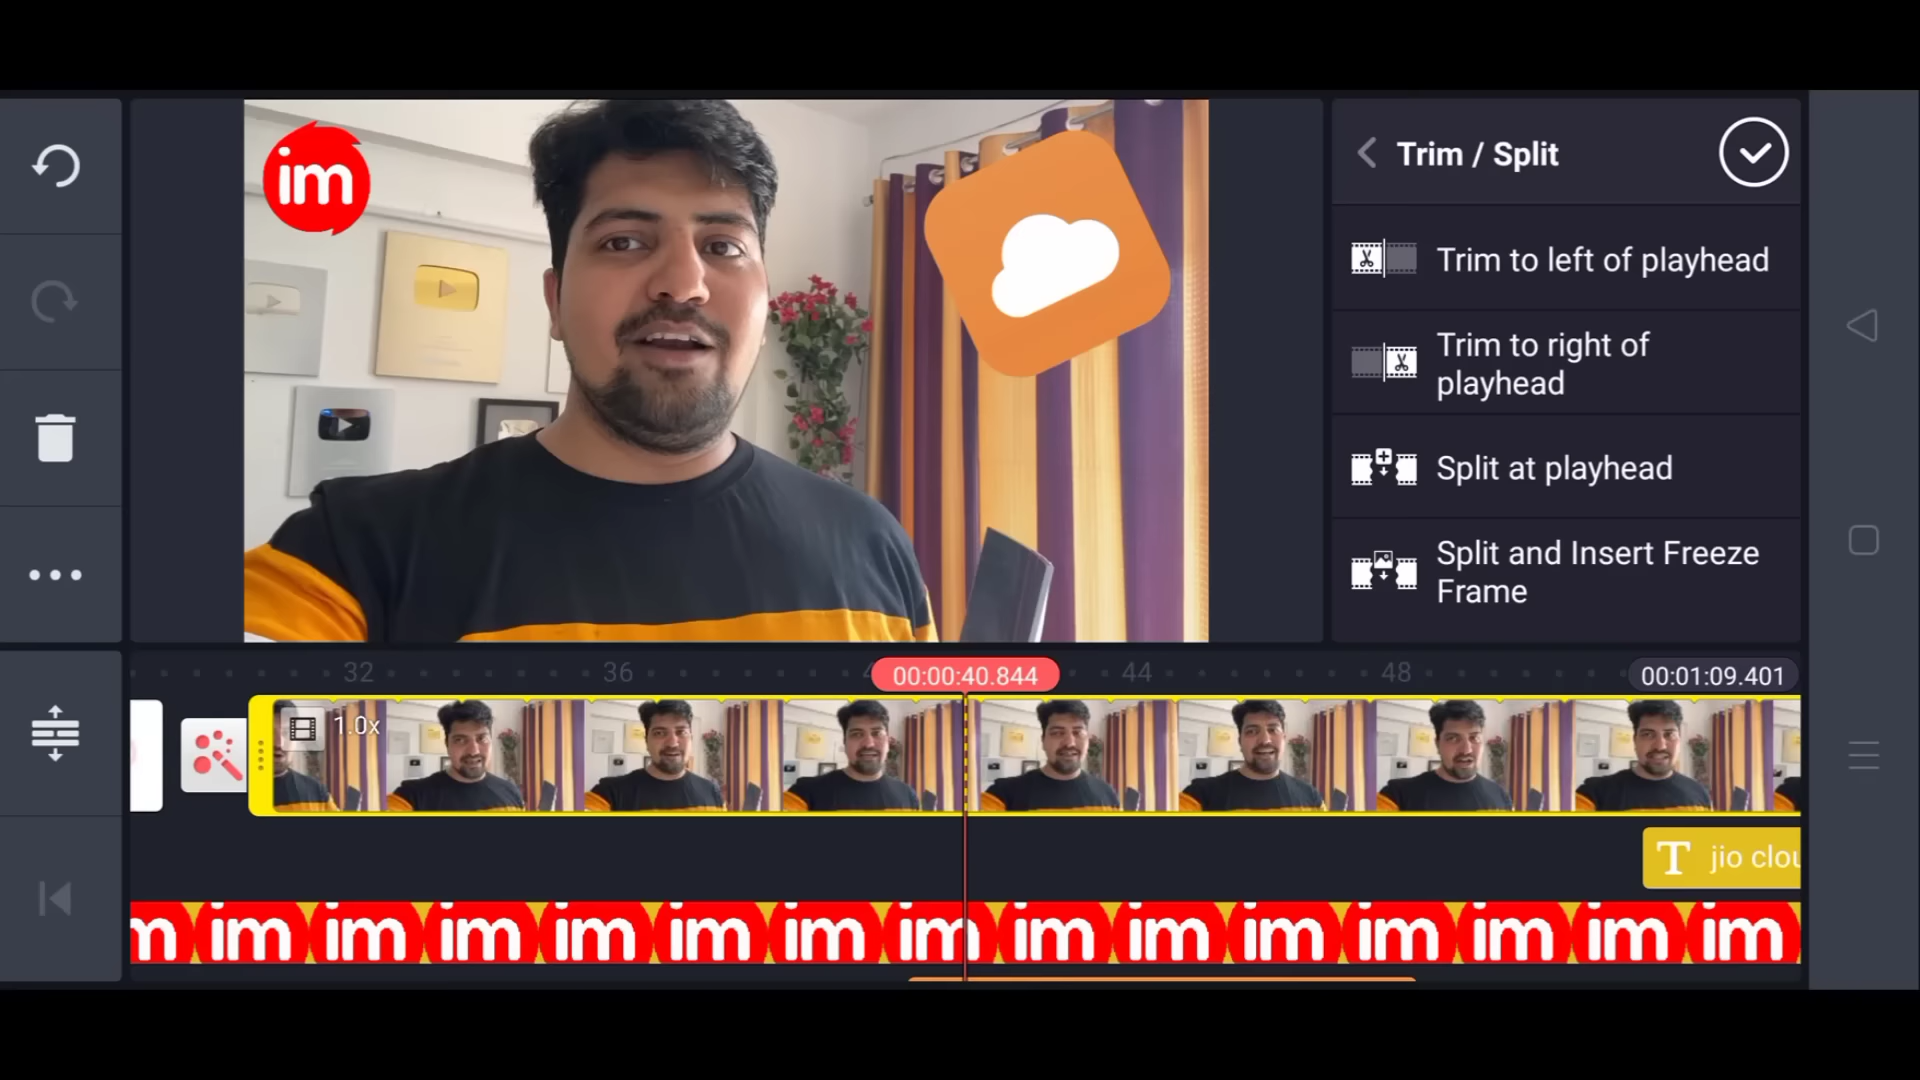 im
Trim / Split
Trim to left of playhead
Trim to right of
playhead
Split at playhead
Split and Insert Freeze
Frame
32
36
00:00:40.844
44
48
00:01:09.401
1.0x
T jio clou
m im im im im im im im im im im im im im im